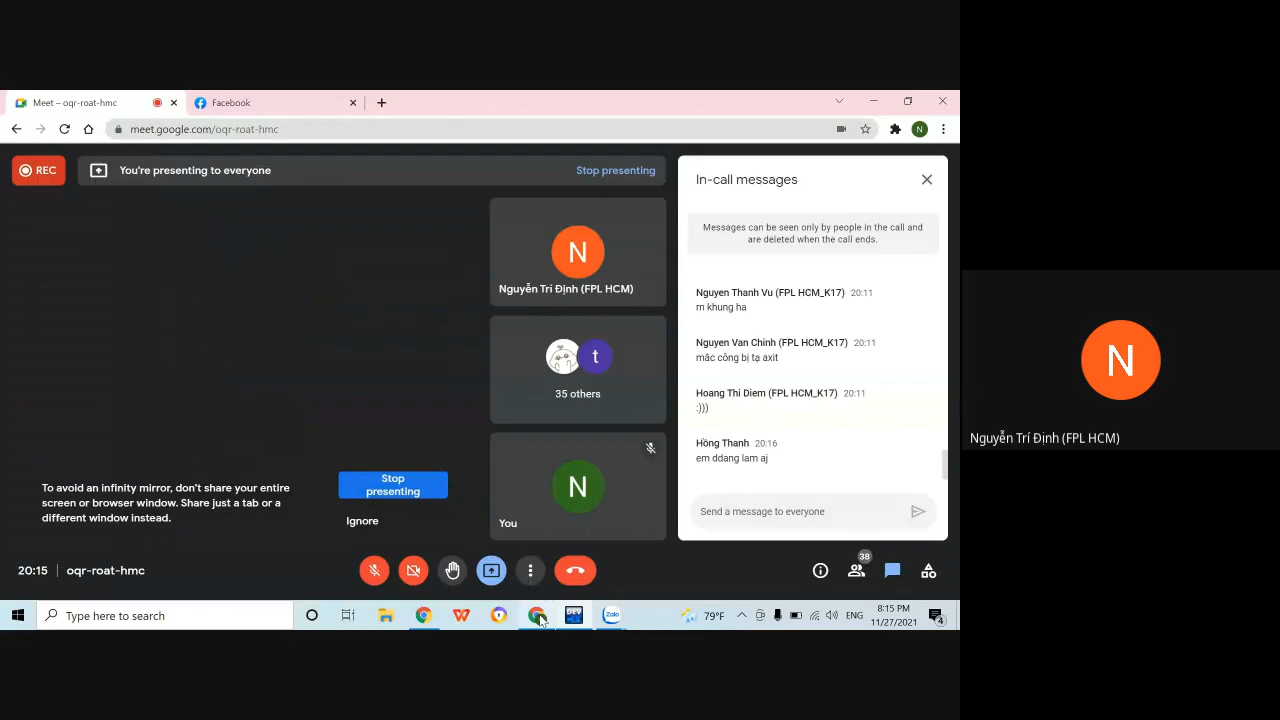 Meet – oqr-roat-hmc
Facebook
meet.google.com/oqr-roat-hmc
N
REC
You're presenting to everyone
Stop presenting
In-call messages
Messages can be seen only by people in the call and
are deleted when the call ends.
N
Nguyễn Trí Định (FPL HCM)
Nguyen Thanh Vu (FPL HCM_K17) 20:11
m khung ha
Nguyen Van Chinh (FPL HCM_K17) 20:11
mắc công bị tạ axit
t
35 others
Hoang Thi Diem (FPL HCM_K17) 20:11
:)))
Hồng Thanh 20:16
em ddang lam aj
N
Nguyễn Trí Định (FPL HCM)
To avoid an infinity mirror, don't share your entire
screen or browser window. Share just a tab or a
different window instead.
Stop
presenting
Ignore
N
You
Send a message to everyone
20:15 | oqr-roat-hmc
38
Type here to search
DEV
Zalo
79°F
ENG
8:15 PM
11/27/2021
4